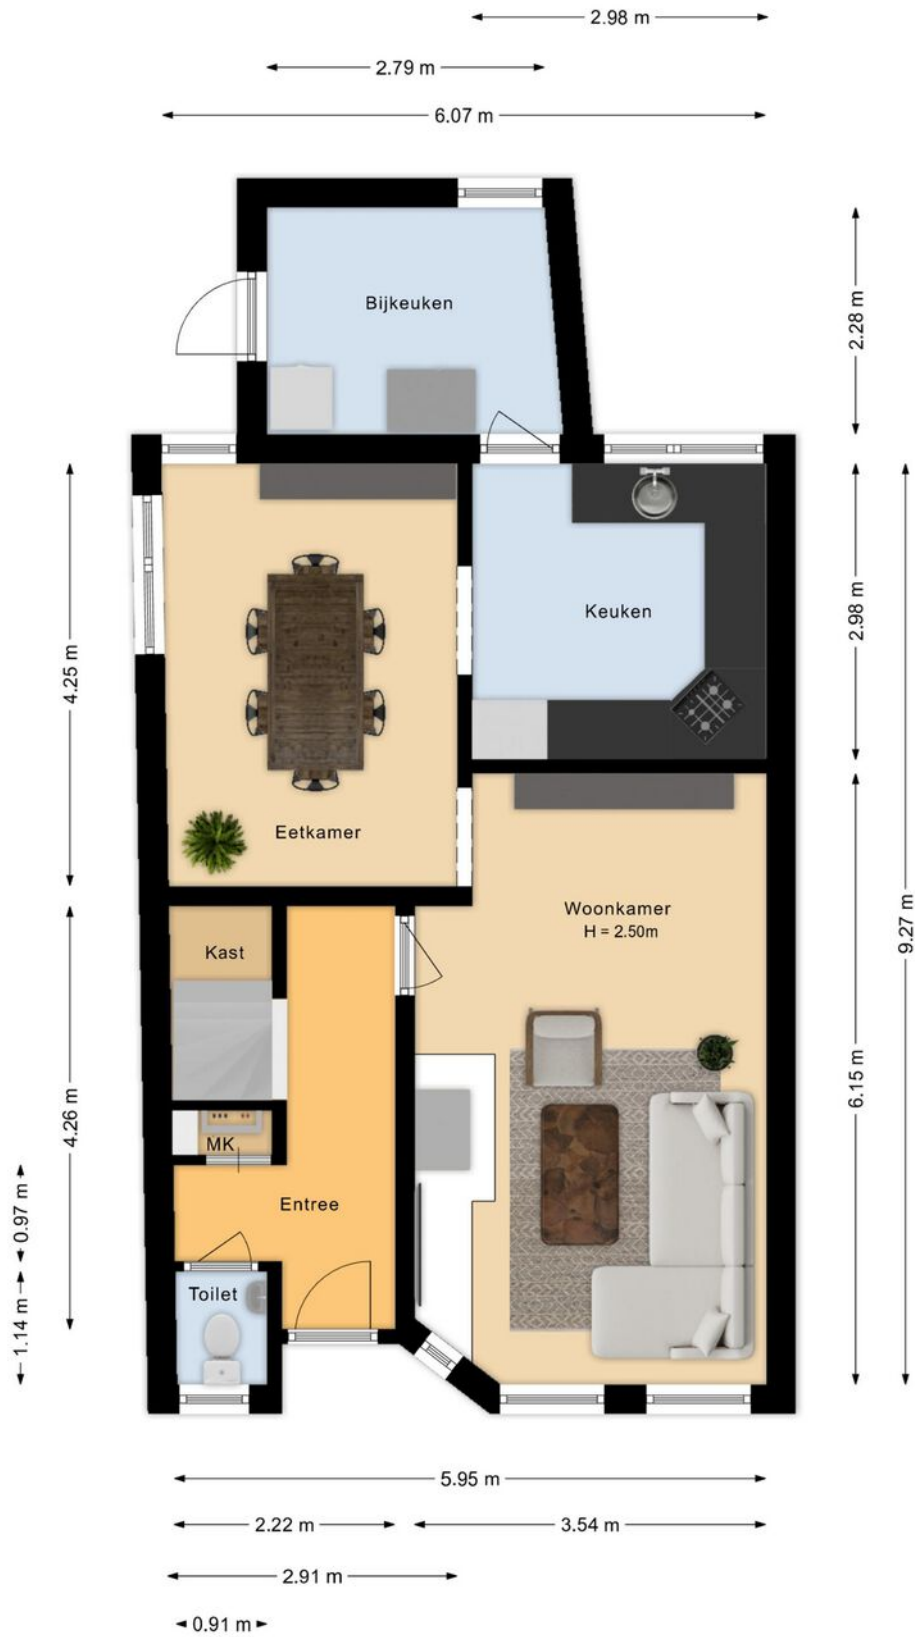 2.98 m
2.79 m
6.07 m
2.28 m
Bijkeuken
4.25 m
2.98 m
Keuken
Eetkamer
9.27 m
Woonkamer
H = 2.50m
Kast
4.26 m
6.15 m
MK
0.97 m
Entree
Toilet
1.14 m
5.95 m
2.22 m
3.54 m
2.91 m
0.91 m